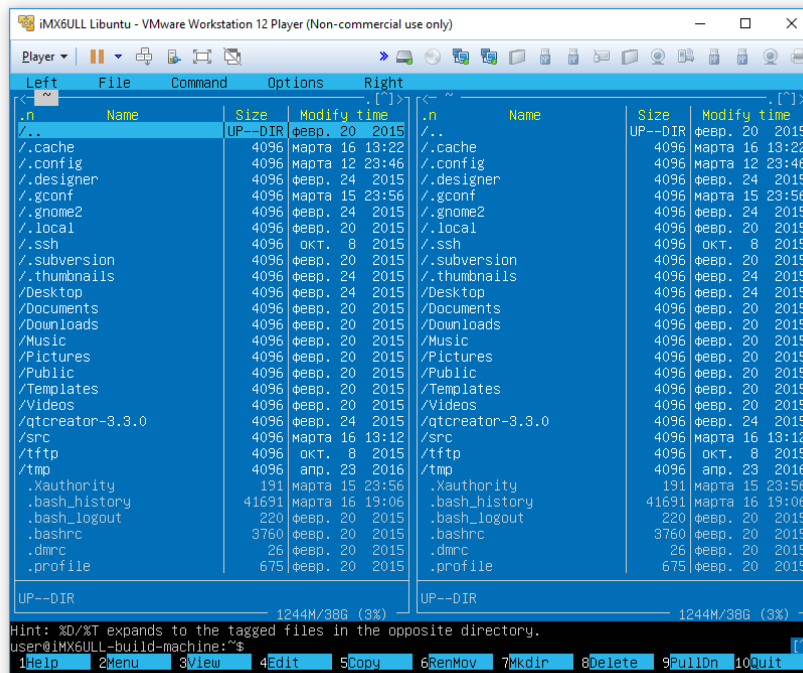 iMX6ULL Libuntu - VMware Workstation 12 Player (Non-commercial use only)
Player
Left File Command Options Right
<─ ~ .[^]> <─ ~ .[^]>
.n Name Size Modify time .n Name Size Modify time
/.. UP--DIR февр. 20 2015 /.. UP--DIR февр. 20 2015
/.cache 4096 марта 16 13:22 /.cache 4096 марта 16 13:22
/.config 4096 марта 12 23:46 /.config 4096 марта 12 23:46
/.designer 4096 февр. 24 2015 /.designer 4096 февр. 24 2015
/.gconf 4096 марта 15 23:56 /.gconf 4096 марта 15 23:56
/.gnome2 4096 февр. 24 2015 /.gnome2 4096 февр. 24 2015
/.local 4096 февр. 20 2015 /.local 4096 февр. 20 2015
/.ssh 4096 окт. 8 2015 /.ssh 4096 окт. 8 2015
/.subversion 4096 февр. 20 2015 /.subversion 4096 февр. 20 2015
/.thumbnails 4096 февр. 24 2015 /.thumbnails 4096 февр. 24 2015
/Desktop 4096 февр. 24 2015 /Desktop 4096 февр. 24 2015
/Documents 4096 февр. 20 2015 /Documents 4096 февр. 20 2015
/Downloads 4096 февр. 20 2015 /Downloads 4096 февр. 20 2015
/Music 4096 февр. 20 2015 /Music 4096 февр. 20 2015
/Pictures 4096 февр. 20 2015 /Pictures 4096 февр. 20 2015
/Public 4096 февр. 20 2015 /Public 4096 февр. 20 2015
/Templates 4096 февр. 20 2015 /Templates 4096 февр. 20 2015
/Videos 4096 февр. 20 2015 /Videos 4096 февр. 20 2015
/qtcreator-3.3.0 4096 февр. 24 2015 /qtcreator-3.3.0 4096 февр. 24 2015
/src 4096 марта 16 13:12 /src 4096 марта 16 13:12
/tftp 4096 окт. 8 2015 /tftp 4096 окт. 8 2015
/tmp 4096 апр. 23 2016 /tmp 4096 апр. 23 2016
.Xauthority 191 марта 15 23:56 .Xauthority 191 марта 15 23:56
.bash_history 41691 марта 16 19:06 .bash_history 41691 марта 16 19:06
.bash_logout 220 февр. 20 2015 .bash_logout 220 февр. 20 2015
.bashrc 3760 февр. 20 2015 .bashrc 3760 февр. 20 2015
.dmrc 26 февр. 20 2015 .dmrc 26 февр. 20 2015
.profile 675 февр. 20 2015 .profile 675 февр. 20 2015
UP--DIR UP--DIR
1244M/38G (3%) 1244M/38G (3%)
Hint: %D/%T expands to the tagged files in the opposite directory.
user@iMX6ULL-build-machine:~$ [^
1Help 2Menu 3View 4Edit 5Copy 6RenMov 7Mkdir 8Delete 9PullDn 10Quit